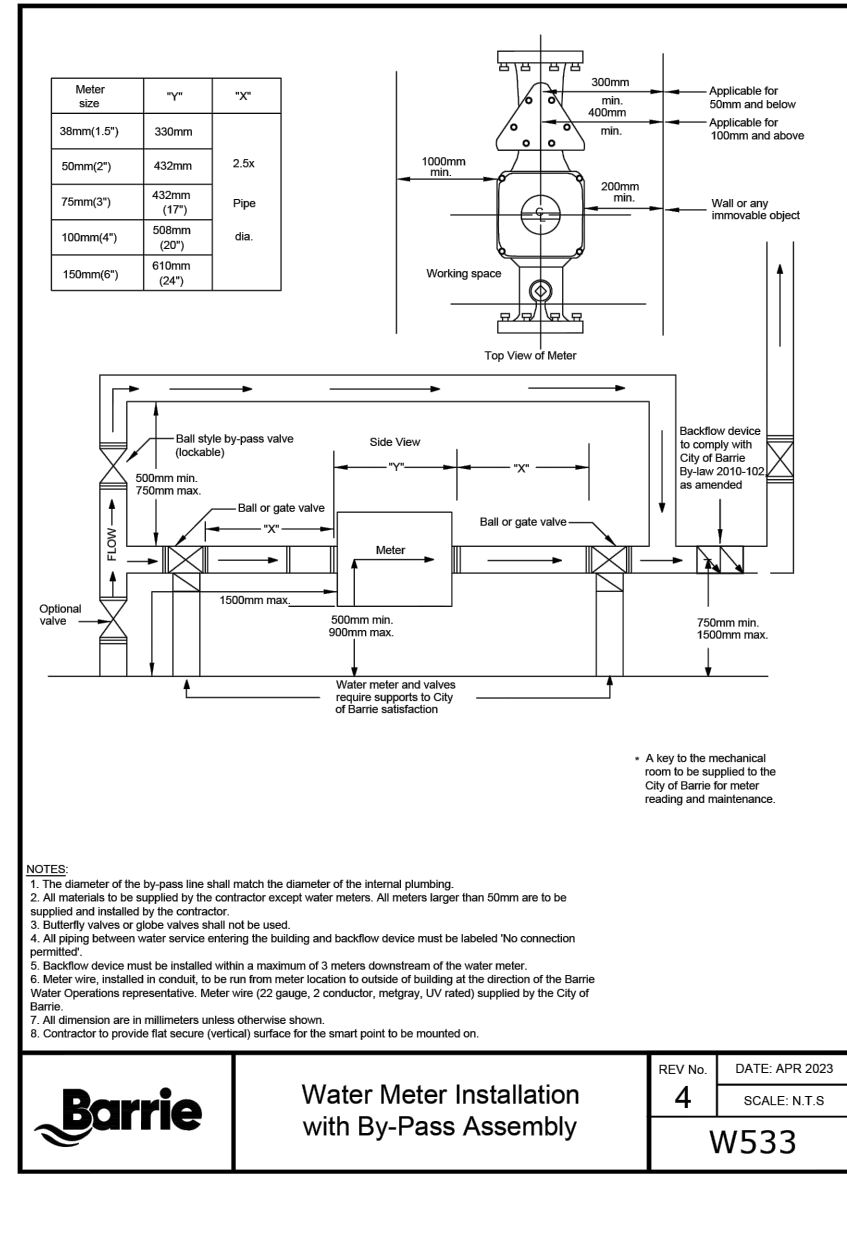 Meter
size
"Y"
"X"
38mm(1.5")
330mm
50mm(2")
432mm
2.5x
75mm(3")
432mm
(17")
Pipe
100mm(4")
508mm
(20")
dia.
150mm(6")
610mm
(24")
300mm
min.
Applicable for
50mm and below
400mm
min.
Applicable for
100mm and above
1000mm
min.
200mm
min.
Wall or any
immovable object
Working space
Top View of Meter
Ball style by-pass valve
(lockable)
Side View
Backflow device
to comply with
City of Barrie
By-law 2010-102
as amended
"Y"
"X"
500mm min.
750mm max.
Ball or gate valve
"X"
Ball or gate valve
FLOW
Meter
Optional
valve
1500mm max.
500mm min.
900mm max.
750mm min.
1500mm max.
Water meter and valves
require supports to City
of Barrie satisfaction
* A key to the mechanical
room to be supplied to the
City of Barrie for meter
reading and maintenance.
NOTES:
1. The diameter of the by-pass line shall match the diameter of the internal plumbing.
2. All materials to be supplied by the contractor except water meters. All meters larger than 50mm are to be
supplied and installed by the contractor.
3. Butterfly valves or globe valves shall not be used.
4. All piping between water service entering the building and backflow device must be labeled 'No connection
permitted'.
5. Backflow device must be installed within a maximum of 3 meters downstream of the water meter.
6. Meter wire, installed in conduit, to be run from meter location to outside of building at the direction of the Barrie
Water Operations representative. Meter wire (22 gauge, 2 conductor, metgray, UV rated) supplied by the City of
Barrie.
7. All dimension are in millimeters unless otherwise shown.
8. Contractor to provide flat secure (vertical) surface for the smart point to be mounted on.
Barrie
Water Meter Installation
with By-Pass Assembly
REV No.
4
DATE: APR 2023
SCALE: N.T.S
W533